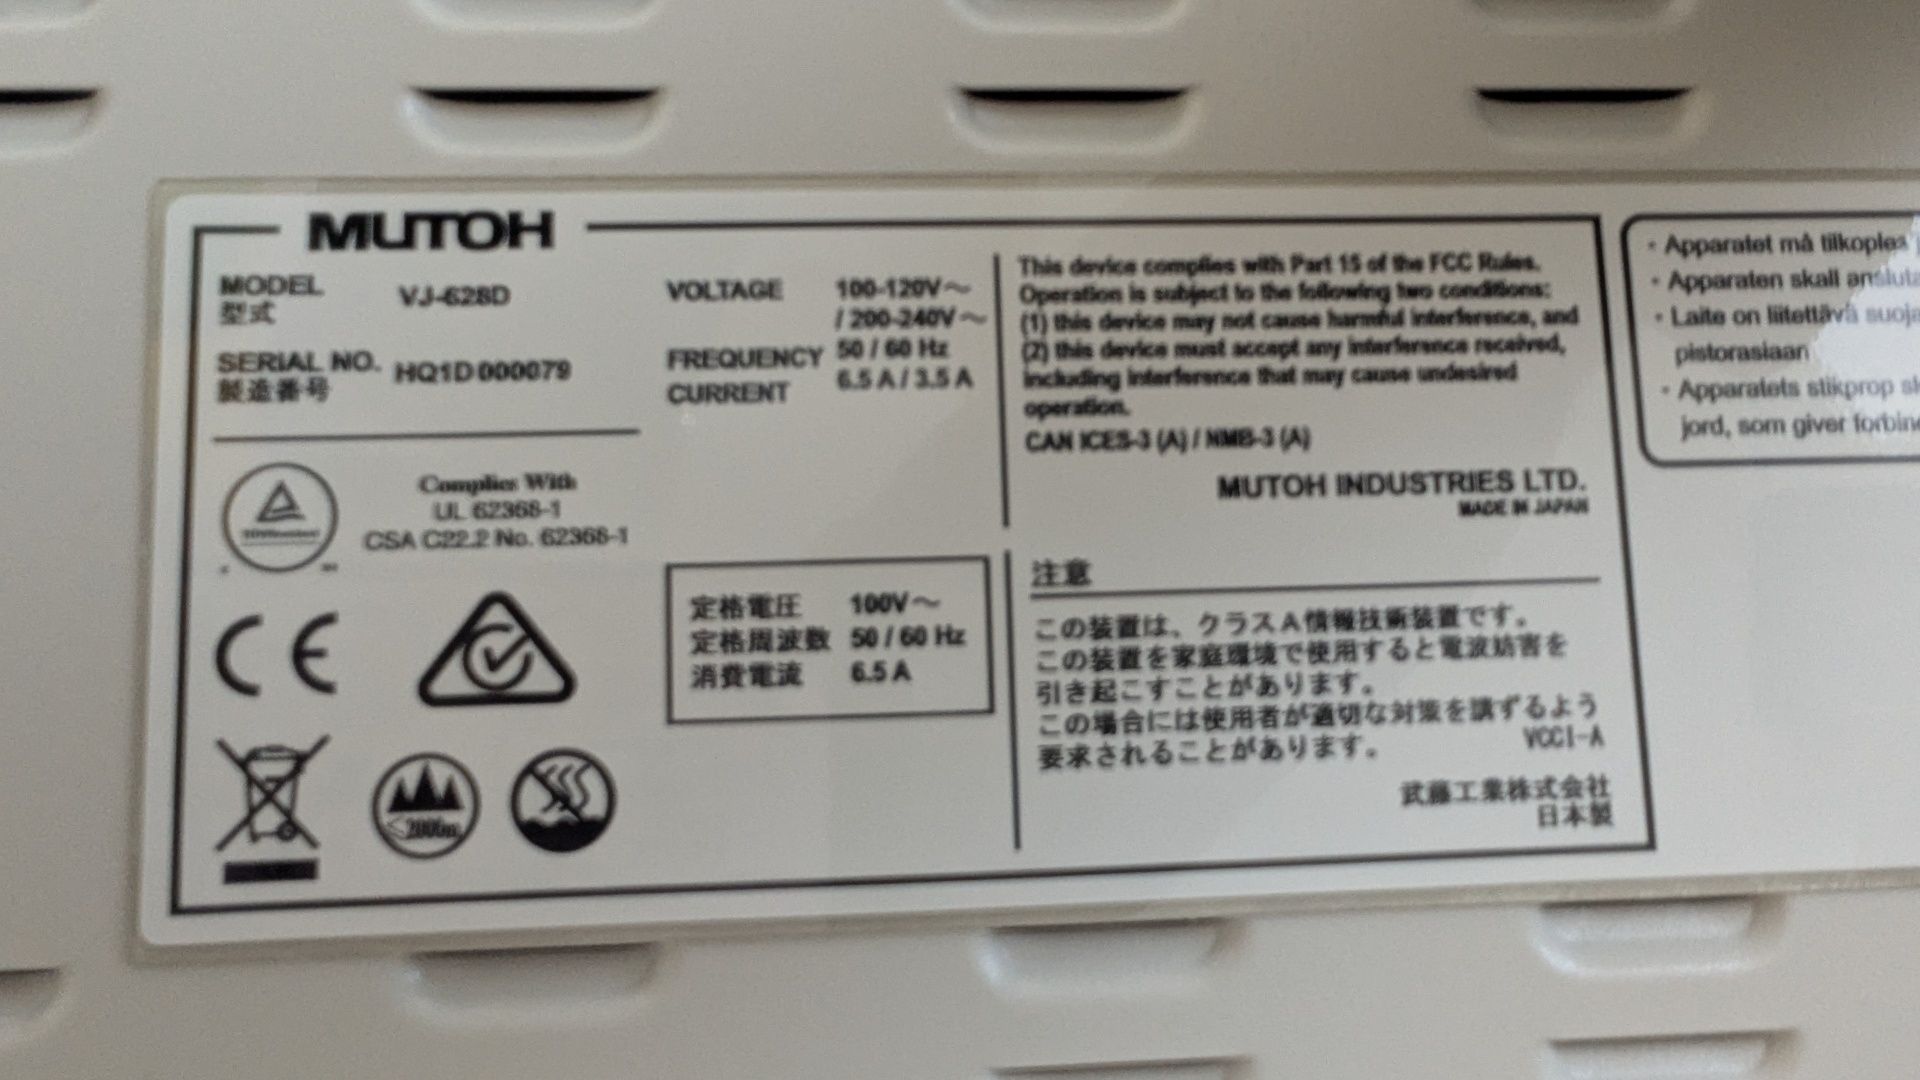 MUTOH
MODEL VJ-628D
型式
SERIAL NO. HQ1D 000079
製造番号
VOLTAGE 100-120V～
/ 200-240V～
FREQUENCY 50 / 60 Hz
CURRENT 6.5 A / 3.5 A
Complies With
UL 62368-1
CSA C22.2 No. 62368-1
CE
≤2000m
定格電圧 100V～
定格周波数 50 / 60 Hz
消費電流 6.5 A
This device complies with Part 15 of the FCC Rules.
Operation is subject to the following two conditions:
(1) this device may not cause harmful interference, and
(2) this device must accept any interference received,
including interference that may cause undesired
operation.
CAN ICES-3 (A) / NMB-3 (A)
MUTOH INDUSTRIES LTD.
MADE IN JAPAN
注意
この装置は、クラスA情報技術装置です。
この装置を家庭環境で使用すると電波妨害を
引き起こすことがあります。
この場合には使用者が適切な対策を講ずるよう
要求されることがあります。 VCCI-A
武藤工業株式会社
日本製
・Apparatet må tilkoples
・Apparaten skall
・Laite on liitettävä
pistorasiaan
・Apparatets stikprop
jord, som giver